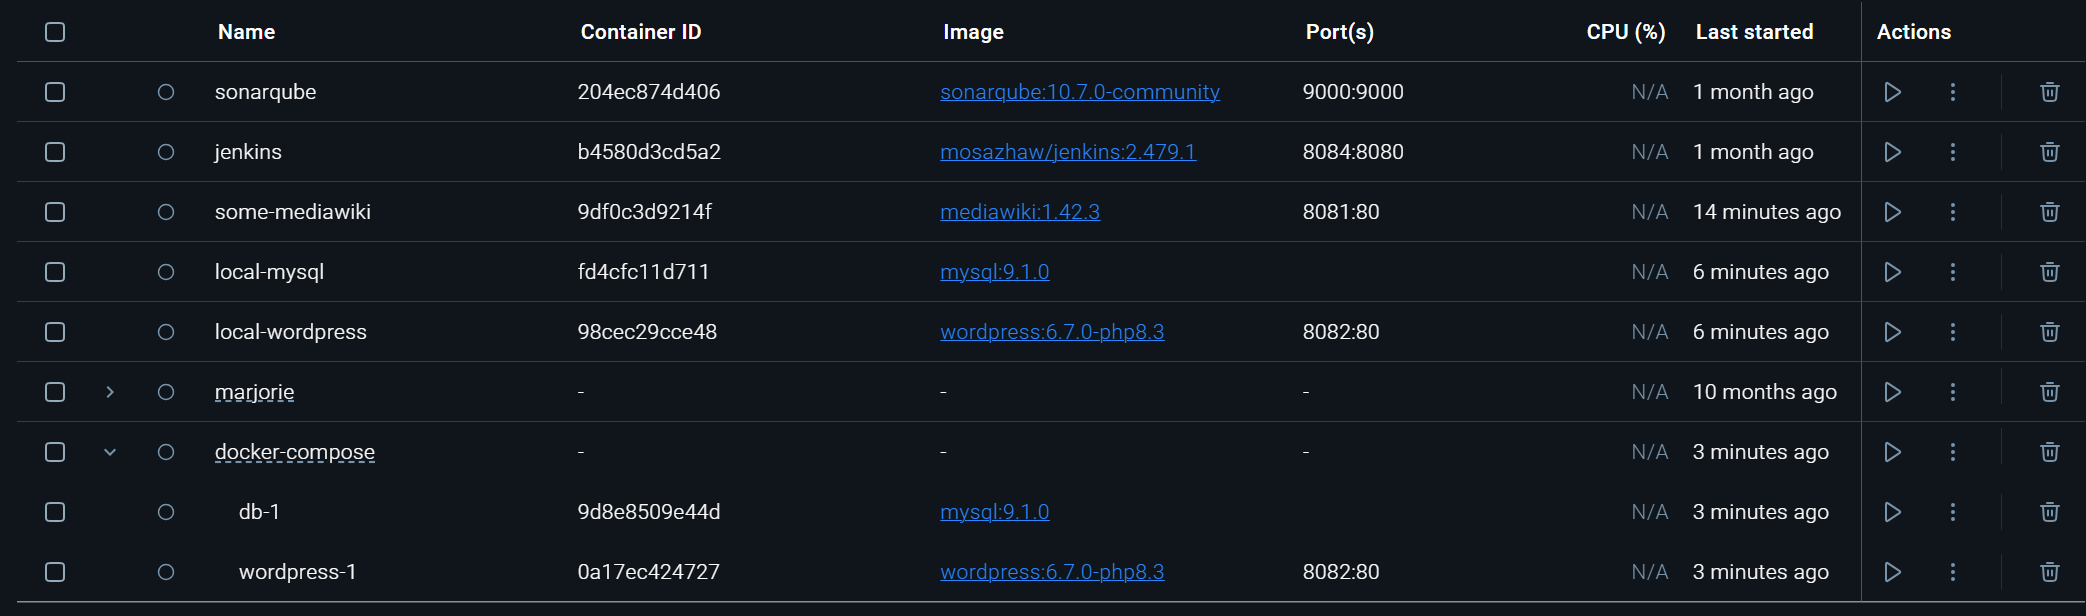 Name Container ID Image Port(s) CPU (%) Last started Actions
sonarqube 204ec874d406 sonarqube:10.7.0-community 9000:9000 N/A 1 month ago
jenkins b4580d3cd5a2 mosazhaw/jenkins:2.479.1 8084:8080 N/A 1 month ago
some-mediawiki 9df0c3d9214f mediawiki:1.42.3 8081:80 N/A 14 minutes ago
local-mysql fd4cfc11d711 mysql:9.1.0 N/A 6 minutes ago
local-wordpress 98cec29cce48 wordpress:6.7.0-php8.3 8082:80 N/A 6 minutes ago
marjorie - - - N/A 10 months ago
docker-compose - - - N/A 3 minutes ago
db-1 9d8e8509e44d mysql:9.1.0 N/A 3 minutes ago
wordpress-1 0a17ec424727 wordpress:6.7.0-php8.3 8082:80 N/A 3 minutes ago